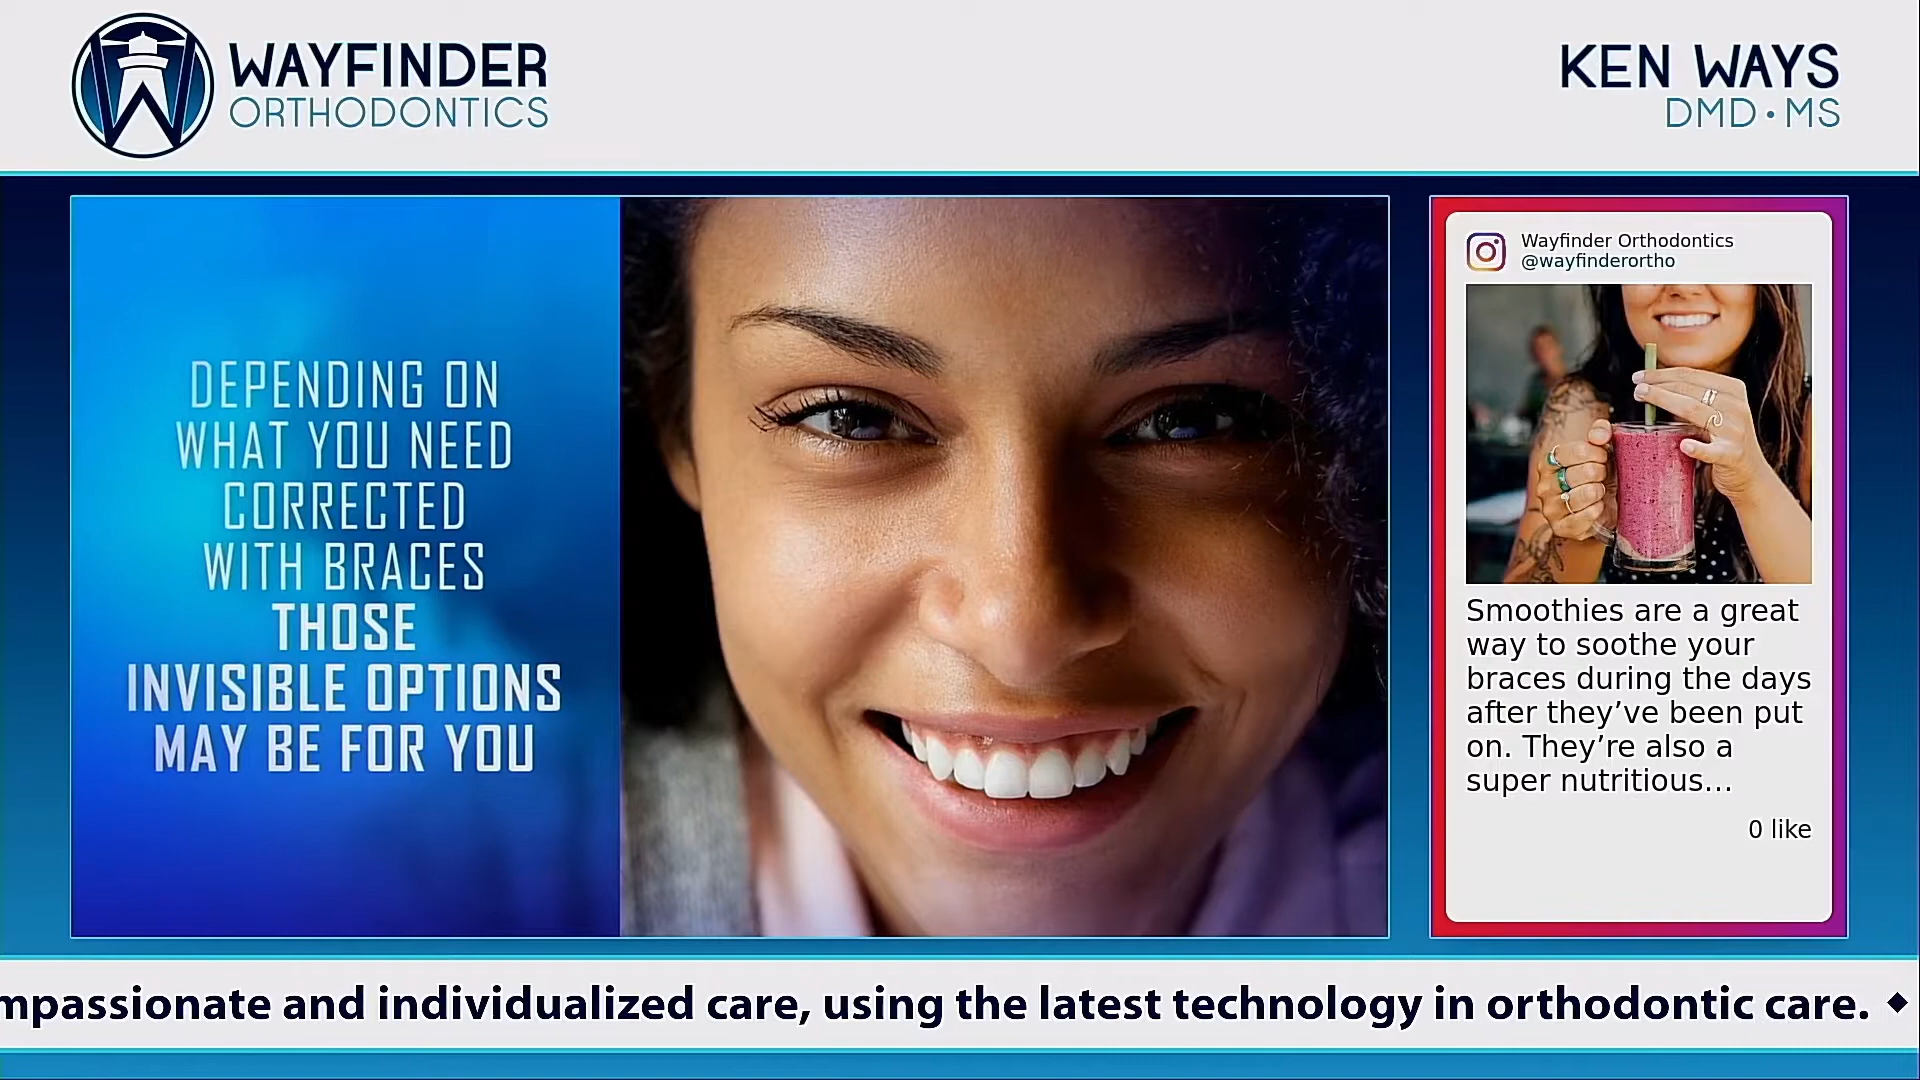 WAYFINDER
ORTHODONTICS
KEN WAYS
DMD • MS
DEPENDING ON
WHAT YOU NEED
CORRECTED
WITH BRACES
THOSE
INVISIBLE OPTIONS
MAY BE FOR YOU
Wayfinder Orthodontics
@wayfinderortho
Smoothies are a great
way to soothe your
braces during the days
after they’ve been put
on. They’re also a
super nutritious...
0 like
mpassionate and individualized care, using the latest technology in orthodontic care. ◆